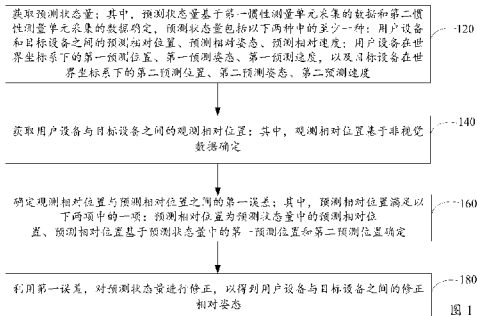 获取预测状态量；其中，预测状态量基于第一惯性测量单元采集的数据和第二惯
性测量单元采集的数据确定，预测状态量包括以下两种中的至少一种：用户设备
和目标设备之间的预测相对位置、预测相对姿态、预测相对速度；用户设备在世
界坐标系下的第一预测位置、第一预测姿态、第一预测速度，以及目标设备在世
界坐标系下的第二预测位置、第二预测姿态、第二预测速度
120
获取用户设备与目标设备之间的观测相对位置；其中，观测相对位置基于非视觉
数据确定
140
确定观测相对位置与预测相对位置之间的第一误差；其中，预测相对位置满足以
下两项中的一项：预测相对位置为预测状态量中的预测相对位
置、预测相对位置基于预测状态量中的第一预测位置和第二预测位置确定
160
利用第一误差，对预测状态量进行修正，以得到用户设备与目标设备之间的修正
相对姿态
180
图 1